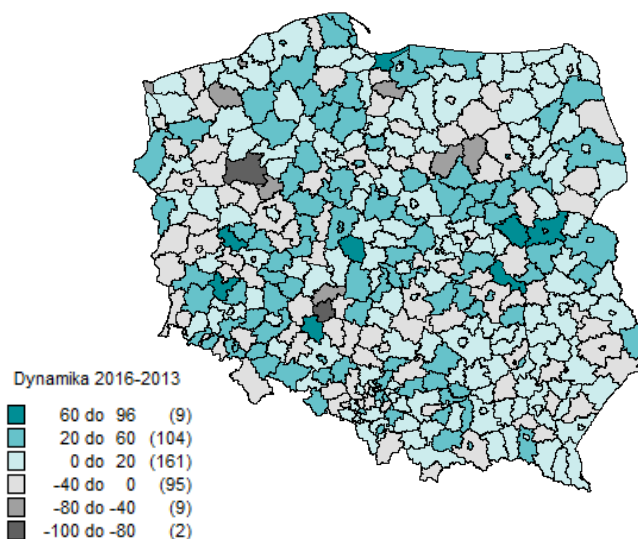 Dynamika 2016-2013
60 do 96 (9)
20 do 60 (104)
0 do 20 (161)
-40 do 0 (95)
-80 do -40 (9)
-100 do -80 (2)